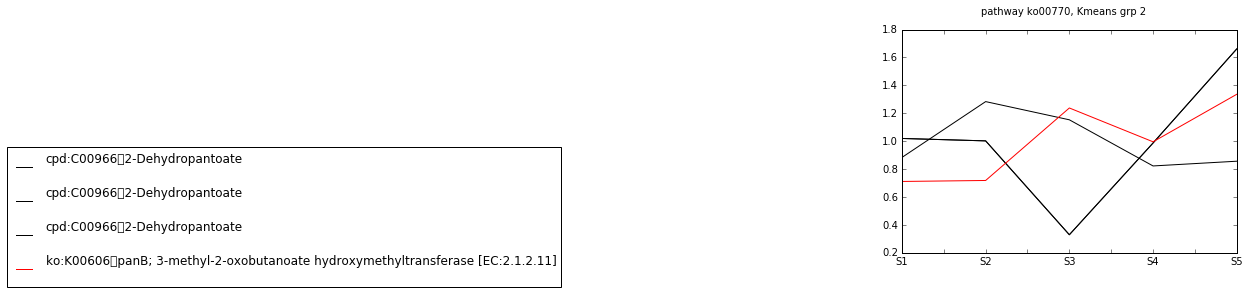 pathway ko00770, Kmeans grp 2
1.8
1.6
1.4
1.2
1.0
0.8
0.6
0.4
0.2
S1 S2 S3 S4 S5
cpd:C00966▯2-Dehydropantoate
cpd:C00966▯2-Dehydropantoate
cpd:C00966▯2-Dehydropantoate
ko:K00606▯panB; 3-methyl-2-oxobutanoate hydroxymethyltransferase [EC:2.1.2.11]